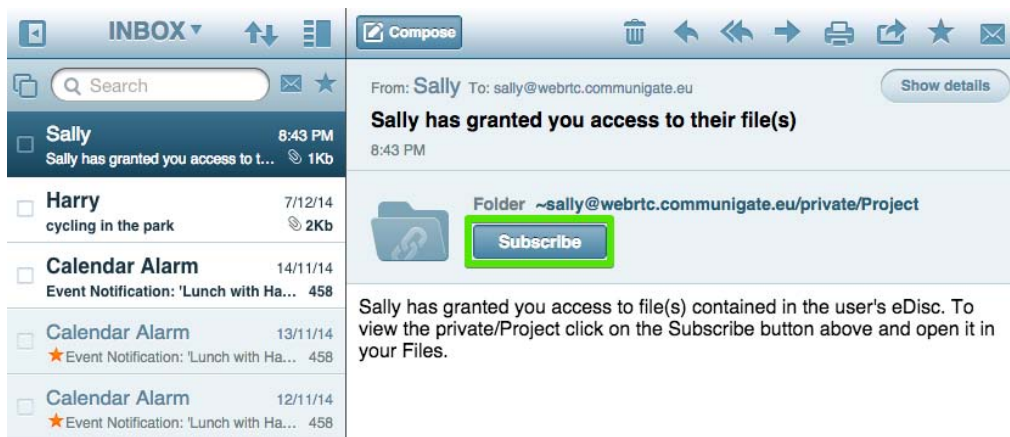 INBOX
Compose
Search
Sally 8:43 PM
Sally has granted you access to t... 1Kb
Harry 7/12/14
cycling in the park 2Kb
Calendar Alarm 14/11/14
Event Notification: 'Lunch with Ha... 458
Calendar Alarm 13/11/14
Event Notification: 'Lunch with Ha... 458
Calendar Alarm 12/11/14
Event Notification: 'Lunch with Ha... 458
From: Sally To: sally@webrtc.communigate.eu Show details
Sally has granted you access to their file(s)
8:43 PM
Folder ~sally@webrtc.communigate.eu/private/Project
Subscribe
Sally has granted you access to file(s) contained in the user's eDisc. To
view the private/Project click on the Subscribe button above and open it in
your Files.